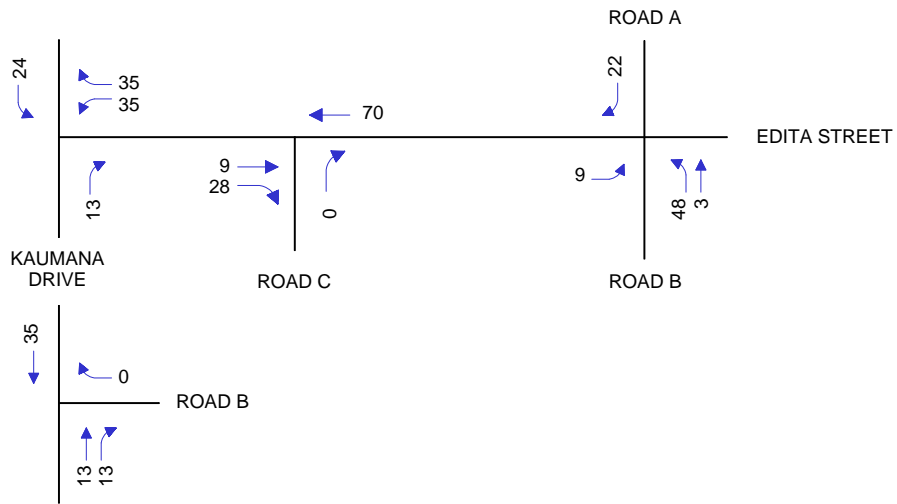 ROAD A
24
35
35
70
22
EDITA STREET
13
9
28
0
9
48
3
KAUMANA
DRIVE
ROAD C
ROAD B
35
0
ROAD B
13
13